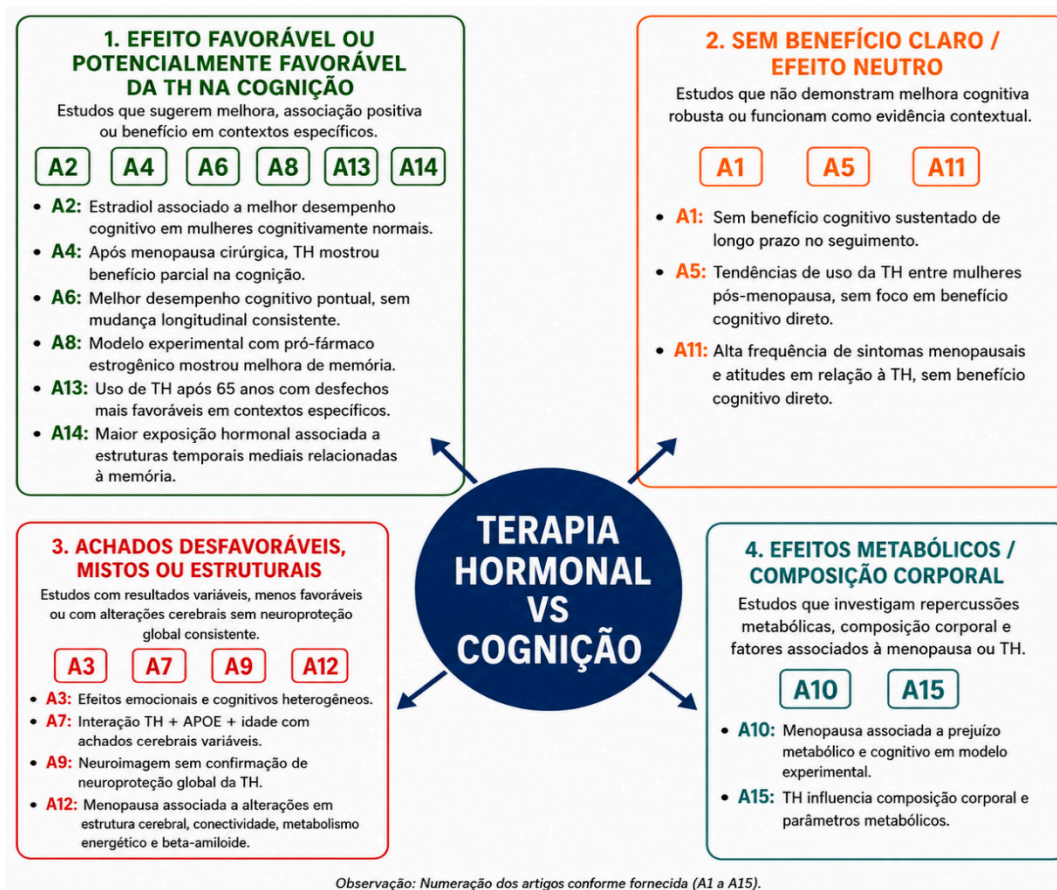 1. EFEITO FAVORÁVEL OU
POTENCIALMENTE FAVORÁVEL
DA TH NA COGNIÇÃO
Estudos que sugerem melhora, associação positiva
ou benefício em contextos específicos.
A2 A4 A6 A8 A13 A14
• A2: Estradiol associado a melhor desempenho
cognitivo em mulheres cognitivamente normais.
• A4: Após menopausa cirúrgica, TH mostrou
benefício parcial na cognição.
• A6: Melhor desempenho cognitivo pontual, sem
mudança longitudinal consistente.
• A8: Modelo experimental com pró-fármaco
estrogênico mostrou melhora de memória.
• A13: Uso de TH após 65 anos com desfechos
mais favoráveis em contextos específicos.
• A14: Maior exposição hormonal associada a
estruturas temporais mediais relacionadas
à memória.
2. SEM BENEFÍCIO CLARO /
EFEITO NEUTRO
Estudos que não demonstram melhora cognitiva
robusta ou funcionam como evidência contextual.
A1 A5 A11
• A1: Sem benefício cognitivo sustentado de
longo prazo no seguimento.
• A5: Tendências de uso da TH entre mulheres
pós-menopausa, sem foco em benefício
cognitivo direto.
• A11: Alta frequência de sintomas menopausais
e atitudes em relação à TH, sem benefício
cognitivo direto.
TERAPIA
HORMONAL
VS
COGNIÇÃO
3. ACHADOS DESFAVORÁVEIS,
MISTOS OU ESTRUTURAIS
Estudos com resultados variáveis, menos favoráveis
ou com alterações cerebrais sem neuroproteção
global consistente.
A3 A7 A9 A12
• A3: Efeitos emocionais e cognitivos heterogêneos.
• A7: Interação TH + APOE + idade com
achados cerebrais variáveis.
• A9: Neuroimagem sem confirmação de
neuroproteção global da TH.
• A12: Menopausa associada a alterações em
estrutura cerebral, conectividade, metabolismo
energético e beta-amiloide.
4. EFEITOS METABÓLICOS /
COMPOSIÇÃO CORPORAL
Estudos que investigam repercussões
metabólicas, composição corporal e
fatores associados à menopausa ou TH.
A10 A15
• A10: Menopausa associada a prejuízo
metabólico e cognitivo em modelo
experimental.
• A15: TH influencia composição corporal e
parâmetros metabólicos.
Observação: Numeração dos artigos conforme fornecida (A1 a A15).